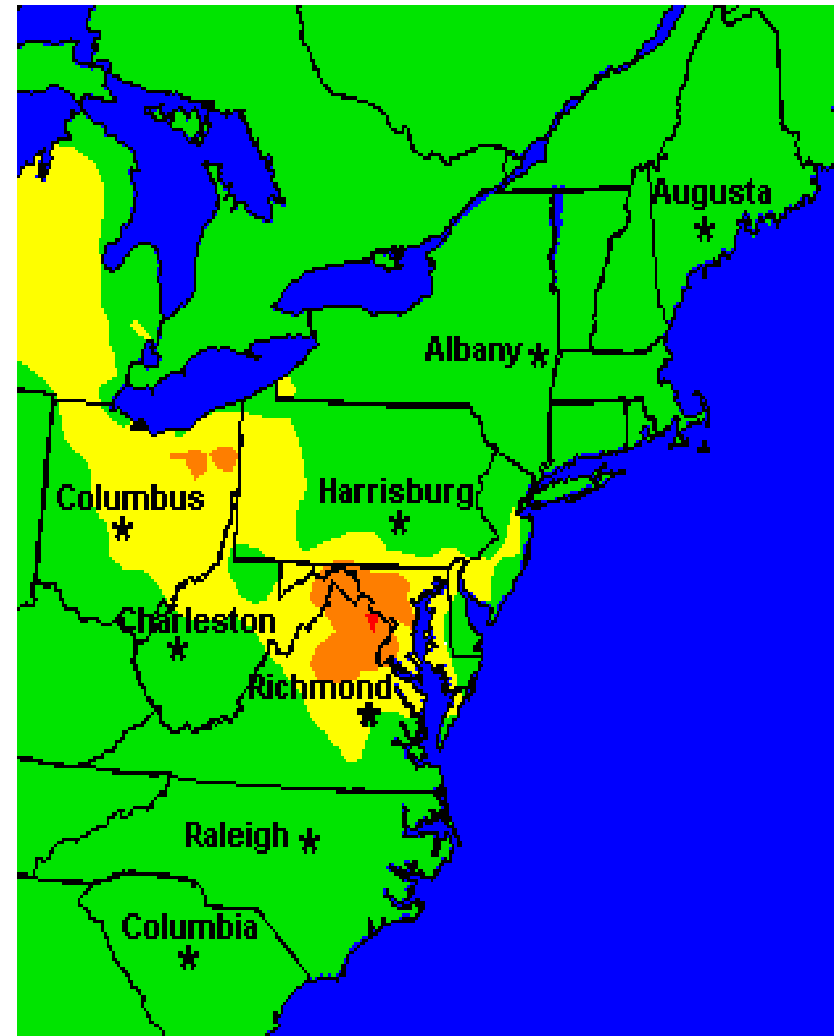 Augusta
Albany
Harrisburg
Columbus
Charleston
Richmond
Raleigh
Columbia